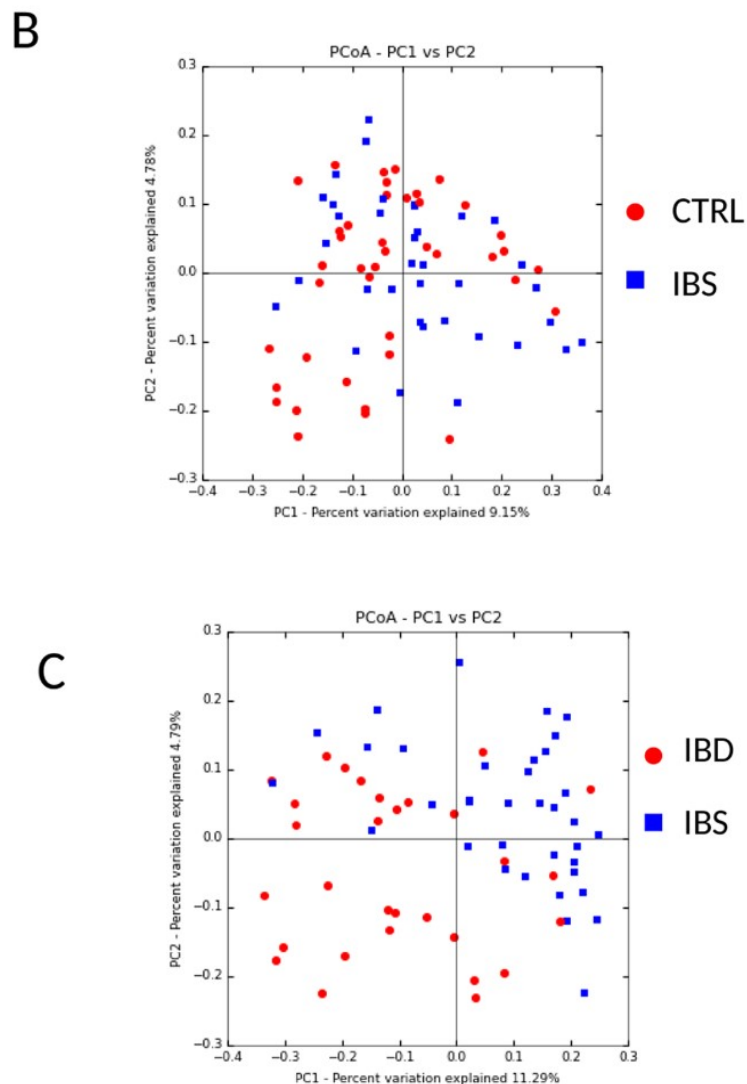 B
PCoA - PC1 vs PC2
0.3
0.2
0.1
0.0
−0.1
−0.2
−0.3
PC2 - Percent variation explained 4.78%
−0.4 −0.3 −0.2 −0.1 0.0 0.1 0.2 0.3 0.4
PC1 - Percent variation explained 9.15%
CTRL
IBS
C
PCoA - PC1 vs PC2
0.3
0.2
0.1
0.0
−0.1
−0.2
−0.3
PC2 - Percent variation explained 4.79%
−0.4 −0.3 −0.2 −0.1 0.0 0.1 0.2 0.3
PC1 - Percent variation explained 11.29%
IBD
IBS